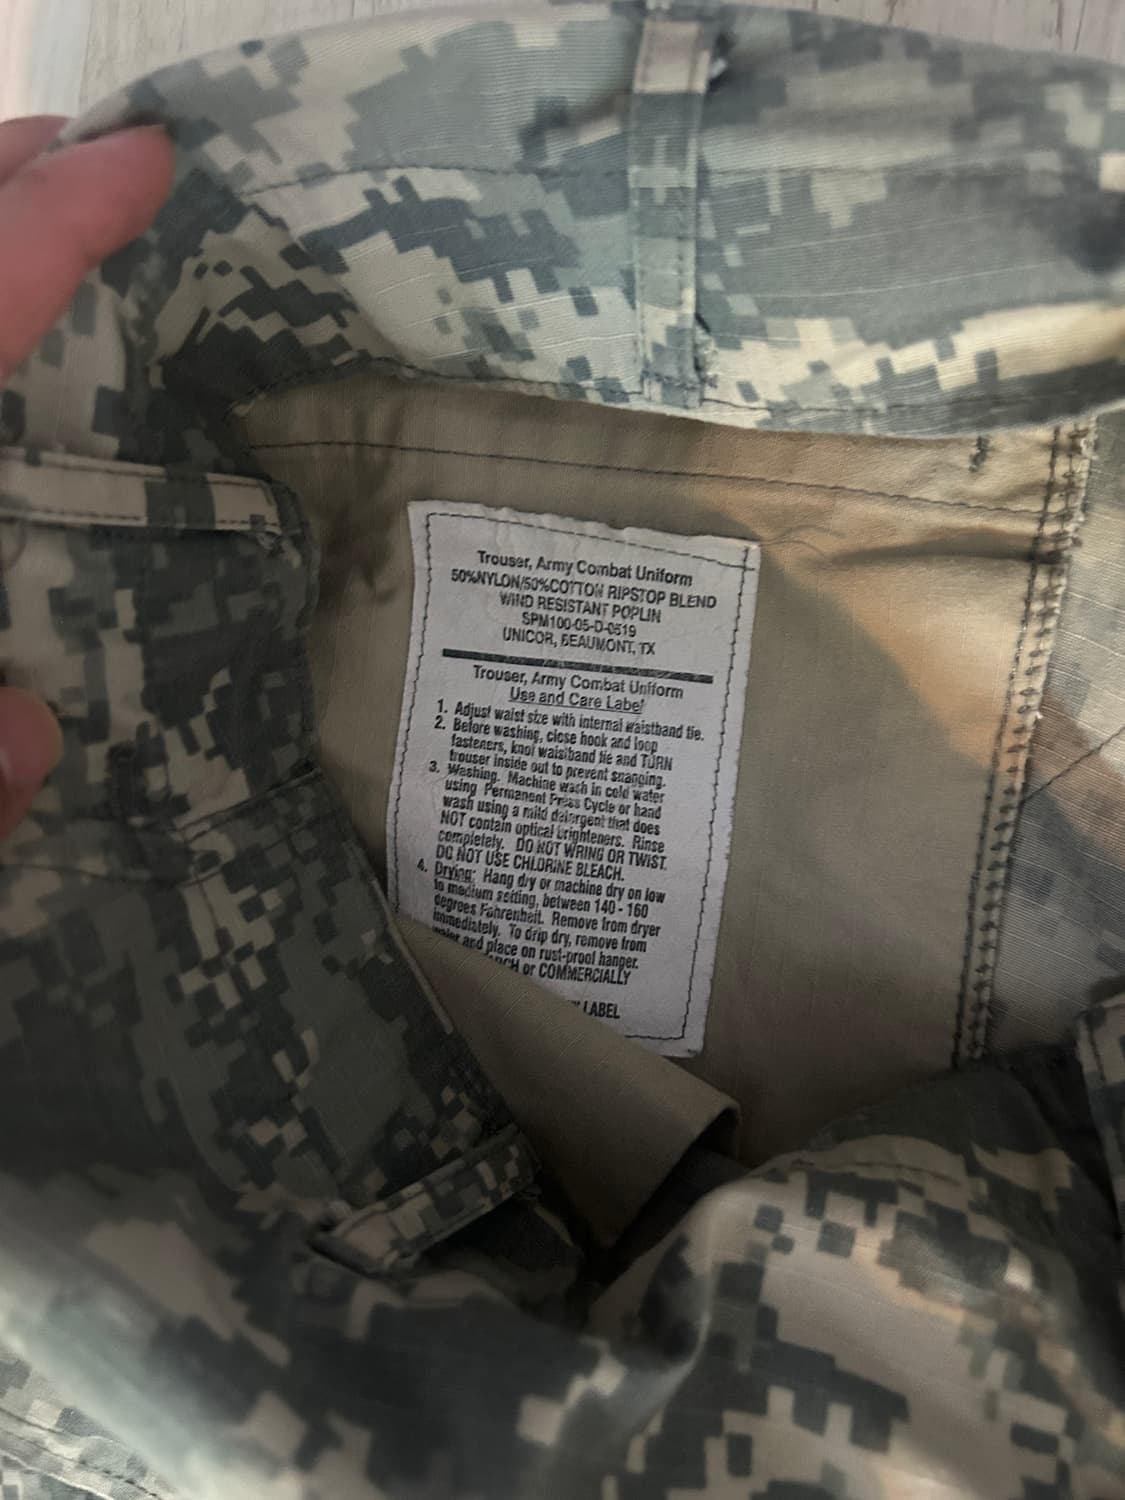 Trouser, Army Combat Uniform
50%NYLON/50%COTTON RIPSTOP BLEND
WIND RESISTANT POPLIN
SPM100-05-D-0519
UNICOR, BEAUMONT, TX
Trouser, Army Combat Uniform
Use and Care Label
1. Adjust waist size with internal waistband tie.
2. Before washing, close hook and loop
fasteners, knot waistband tie and TURN
trouser inside out to prevent snagging.
3. Washing. Machine wash in cold water
using Permanent Press Cycle or hand
wash using a mild detergent that does
NOT contain optical brighteners. Rinse
completely. DO NOT WRING OR TWIST.
DO NOT USE CHLORINE BLEACH.
4. Drying: Hang dry or machine dry on low
to medium setting, between 140 - 160
degrees Fahrenheit. Remove from dryer
immediately. To drip dry, remove from
water and place on rust-proof hanger.
or COMMERCIALLY
LABEL